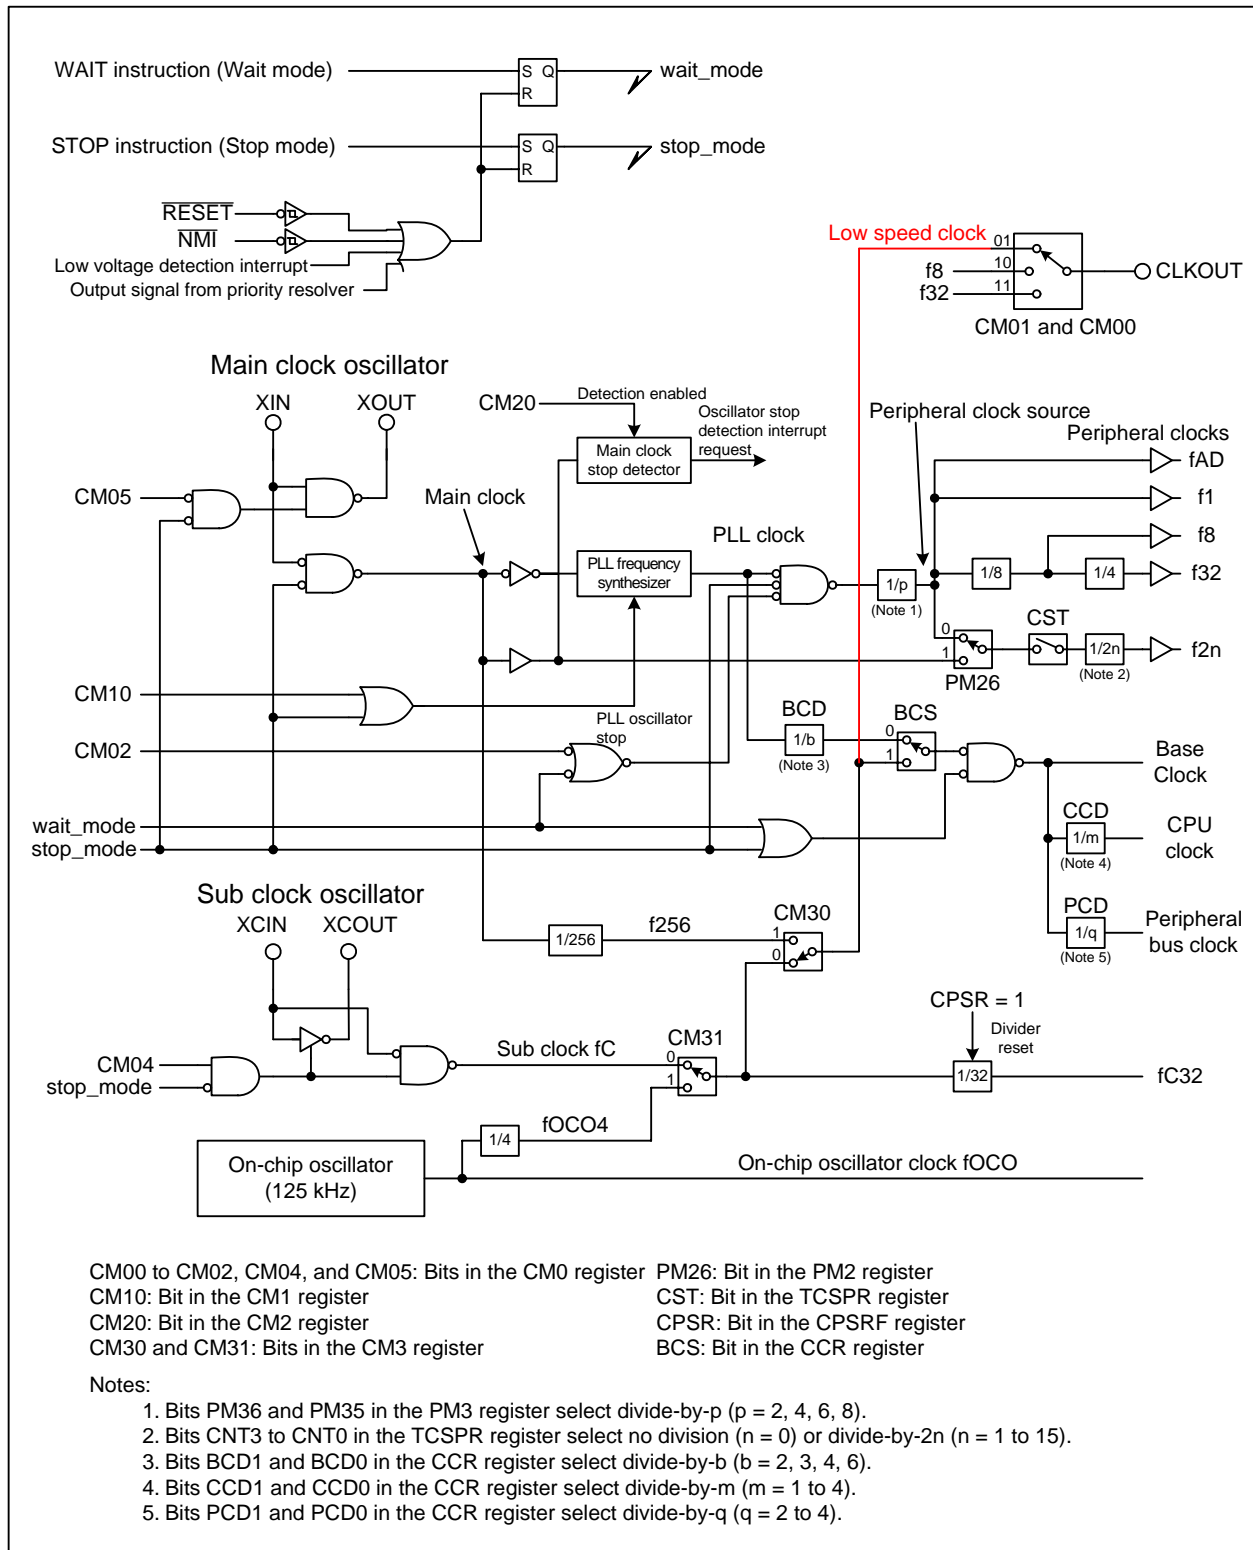 WAIT instruction (Wait mode)
S Q
R
wait_mode
STOP instruction (Stop mode)
S Q
R
stop_mode
RESET
NMI
Low voltage detection interrupt
Output signal from priority resolver
Low speed clock
01
f8
10
f32
11
CLKOUT
CM01 and CM00
Main clock oscillator
XIN
XOUT
CM20
Detection enabled
Oscillator stop
detection interrupt
request
Main clock
stop detector
Peripheral clock source
Peripheral clocks
fAD
CM05
Main clock
f1
PLL clock
f8
PLL frequency
synthesizer
1/p
(Note 1)
1/8
1/4
f32
CST
0
1
PM26
1/2n
(Note 2)
f2n
CM10
PLL oscillator
stop
BCD
BCS
CM02
1/b
(Note 3)
0
1
Base
Clock
wait_mode
stop_mode
CCD
1/m
(Note 4)
CPU
clock
Sub clock oscillator
XCIN
XCOUT
1/256
f256
CM30
1
0
PCD
1/q
(Note 5)
Peripheral
bus clock
CPSR = 1
Divider
reset
CM04
stop_mode
Sub clock fC
CM31
0
1
1/32
fC32
1/4
fOCO4
On-chip oscillator
(125 kHz)
On-chip oscillator clock fOCO
CM00 to CM02, CM04, and CM05: Bits in the CM0 register
PM26: Bit in the PM2 register
CM10: Bit in the CM1 register
CST: Bit in the TCSPR register
CM20: Bit in the CM2 register
CPSR: Bit in the CPSRF register
CM30 and CM31: Bits in the CM3 register
BCS: Bit in the CCR register
Notes:
1. Bits PM36 and PM35 in the PM3 register select divide-by-p (p = 2, 4, 6, 8).
2. Bits CNT3 to CNT0 in the TCSPR register select no division (n = 0) or divide-by-2n (n = 1 to 15).
3. Bits BCD1 and BCD0 in the CCR register select divide-by-b (b = 2, 3, 4, 6).
4. Bits CCD1 and CCD0 in the CCR register select divide-by-m (m = 1 to 4).
5. Bits PCD1 and PCD0 in the CCR register select divide-by-q (q = 2 to 4).